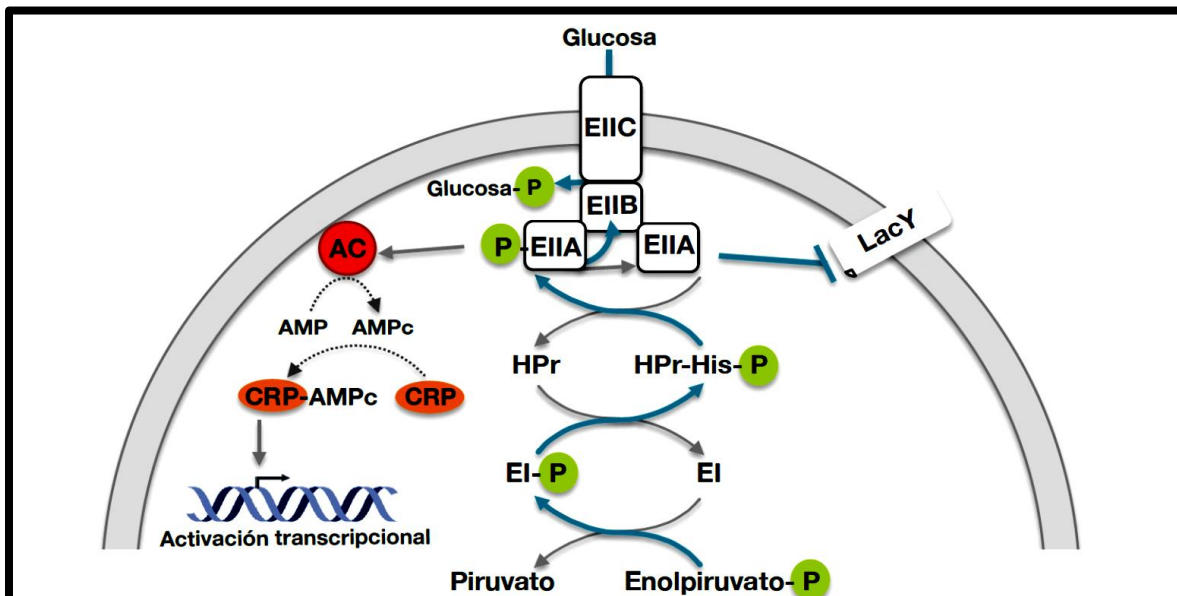 Glucosa
EIIC
Glucosa-P
EIIB
P-EIIA
EIIA
LacY
AC
AMP AMPc
HPr HPr-His-P
CRP-AMPc CRP
EI-P EI
Activación transcripcional
Piruvato Enolpiruvato-P